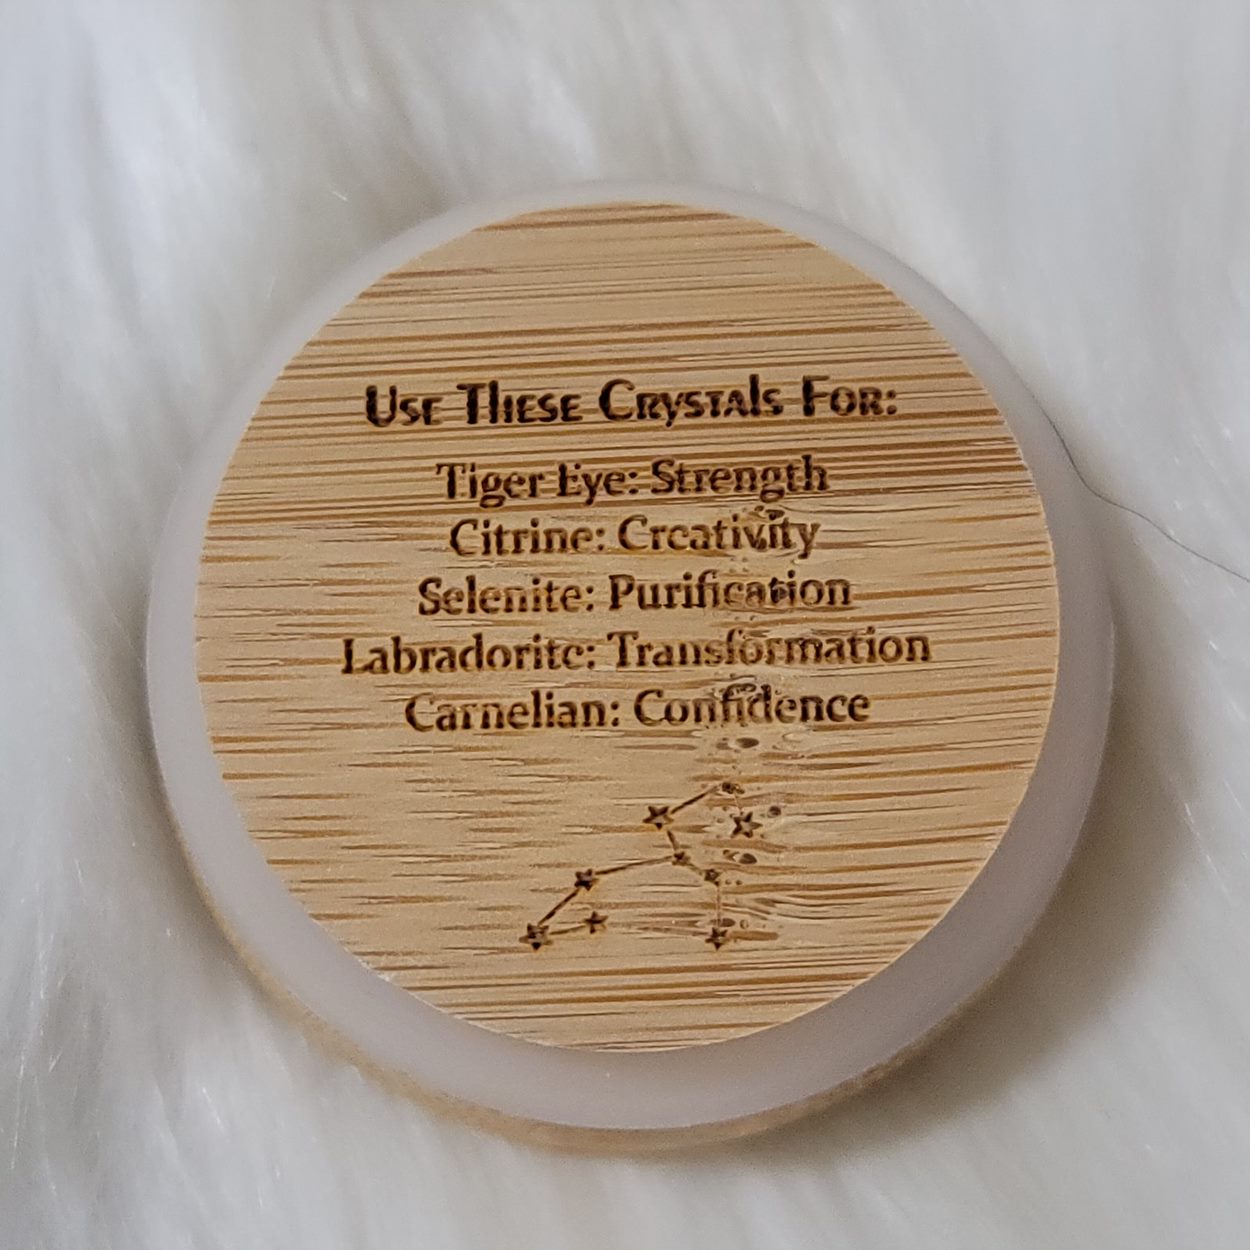 Use These Crystals For:
Tiger Eye: Strength
Citrine: Creativity
Selenite: Purification
Labradorite: Transformation
Carnelian: Confidence